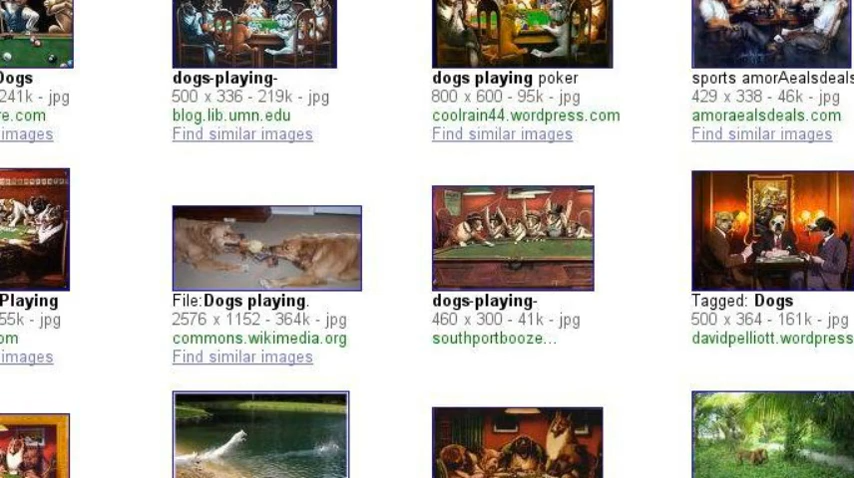 Dogs
dogs-playing-
dogs playing poker
sports amorAealsdeals
241k - jpg
500 x 336 - 219k - jpg
800 x 600 - 95k - jpg
429 x 338 - 46k - jpg
re.com
blog.lib.umn.edu
coolrain44.wordpress.com
amoraealsdeals.com
images
Find similar images
Find similar images
Find similar images
Playing
File:Dogs playing.
dogs-playing-
Tagged: Dogs
55k - jpg
2576 x 1152 - 364k - jpg
460 x 300 - 41k - jpg
500 x 364 - 161k - jpg
om
commons.wikimedia.org
southportbooze...
davidpelliott.wordpress
images
Find similar images